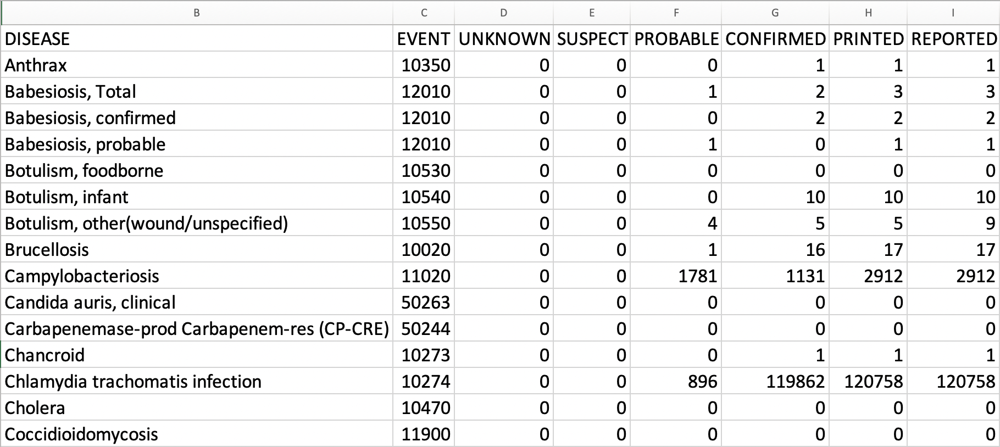 B C D E F G H I
DISEASE EVENT UNKNOWN SUSPECT PROBABLE CONFIRMED PRINTED REPORTED
Anthrax 10350 0 0 0 1 1 1
Babesiosis, Total 12010 0 0 1 2 3 3
Babesiosis, confirmed 12010 0 0 0 2 2 2
Babesiosis, probable 12010 0 0 1 0 1 1
Botulism, foodborne 10530 0 0 0 0 0 0
Botulism, infant 10540 0 0 0 10 10 10
Botulism, other(wound/unspecified) 10550 0 0 4 5 5 9
Brucellosis 10020 0 0 1 16 17 17
Campylobacteriosis 11020 0 0 1781 1131 2912 2912
Candida auris, clinical 50263 0 0 0 0 0 0
Carbapenemase-prod Carbapenem-res (CP-CRE) 50244 0 0 0 0 0 0
Chancroid 10273 0 0 0 1 1 1
Chlamydia trachomatis infection 10274 0 0 896 119862 120758 120758
Cholera 10470 0 0 0 0 0 0
Coccidioidomycosis 11900 0 0 0 0 0 0